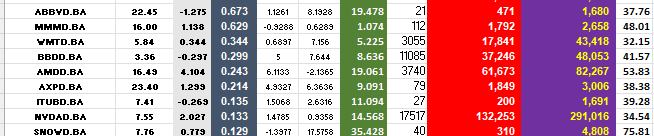 ABBVD.BA 22.45 -1.275 0.673 1.1261 8.1928 19.478 21 471 1,680 37.76
MMMD.BA 16.00 1.138 0.629 -0.9288 0.6289 1.074 112 1,792 2,658 48.01
WMTD.BA 5.84 0.344 0.344 0.6897 7.156 5.225 3055 17,841 43,418 32.15
BBDD.BA 3.36 -0.297 0.299 5 7.644 8.636 11085 37,246 48,053 41.57
AMDD.BA 16.49 4.104 0.243 6.1133 -2.1365 19.061 3740 61,673 82,267 53.83
AXPD.BA 23.40 1.299 0.214 4.9327 6.3636 9.091 79 1,849 3,006 38.38
ITUBD.BA 7.41 -0.269 0.135 1.5068 2.6316 11.094 27 200 1,691 39.28
NVDAD.BA 7.55 2.027 0.133 1.4785 0.9358 14.568 17517 132,253 291,016 34.54
SNOWD.BA 7.76 0.779 0.129 -1.3977 17.5758 35.428 40 310 4,808 75.81